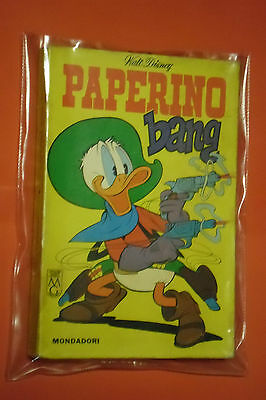 Walt Disney
PAPERINO
bang
MONDADORI